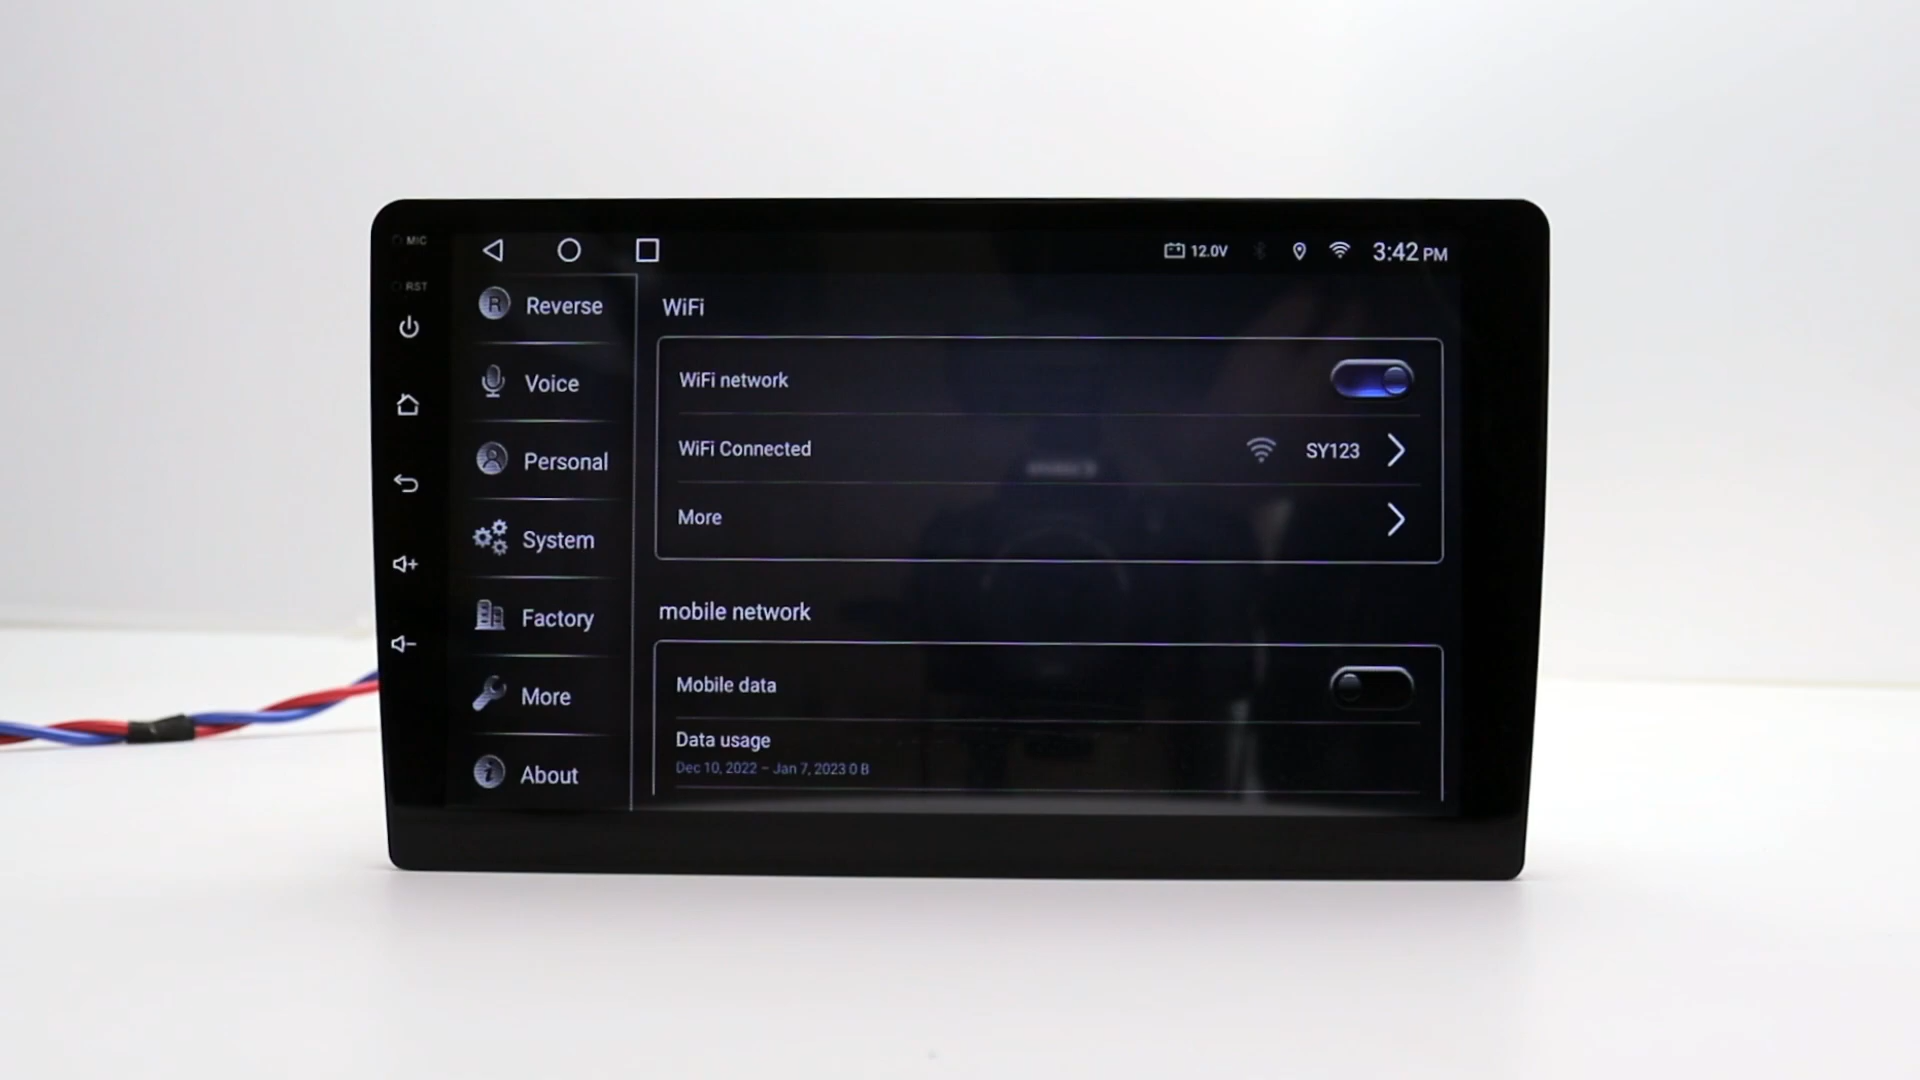 MIC
RST
12.0V
3:42 PM
R
Reverse
Voice
Personal
System
Factory
More
About
WiFi
WiFi network
WiFi Connected
SY123
More
mobile network
Mobile data
Data usage
Dec 10, 2022 – Jan 7, 2023 0 B